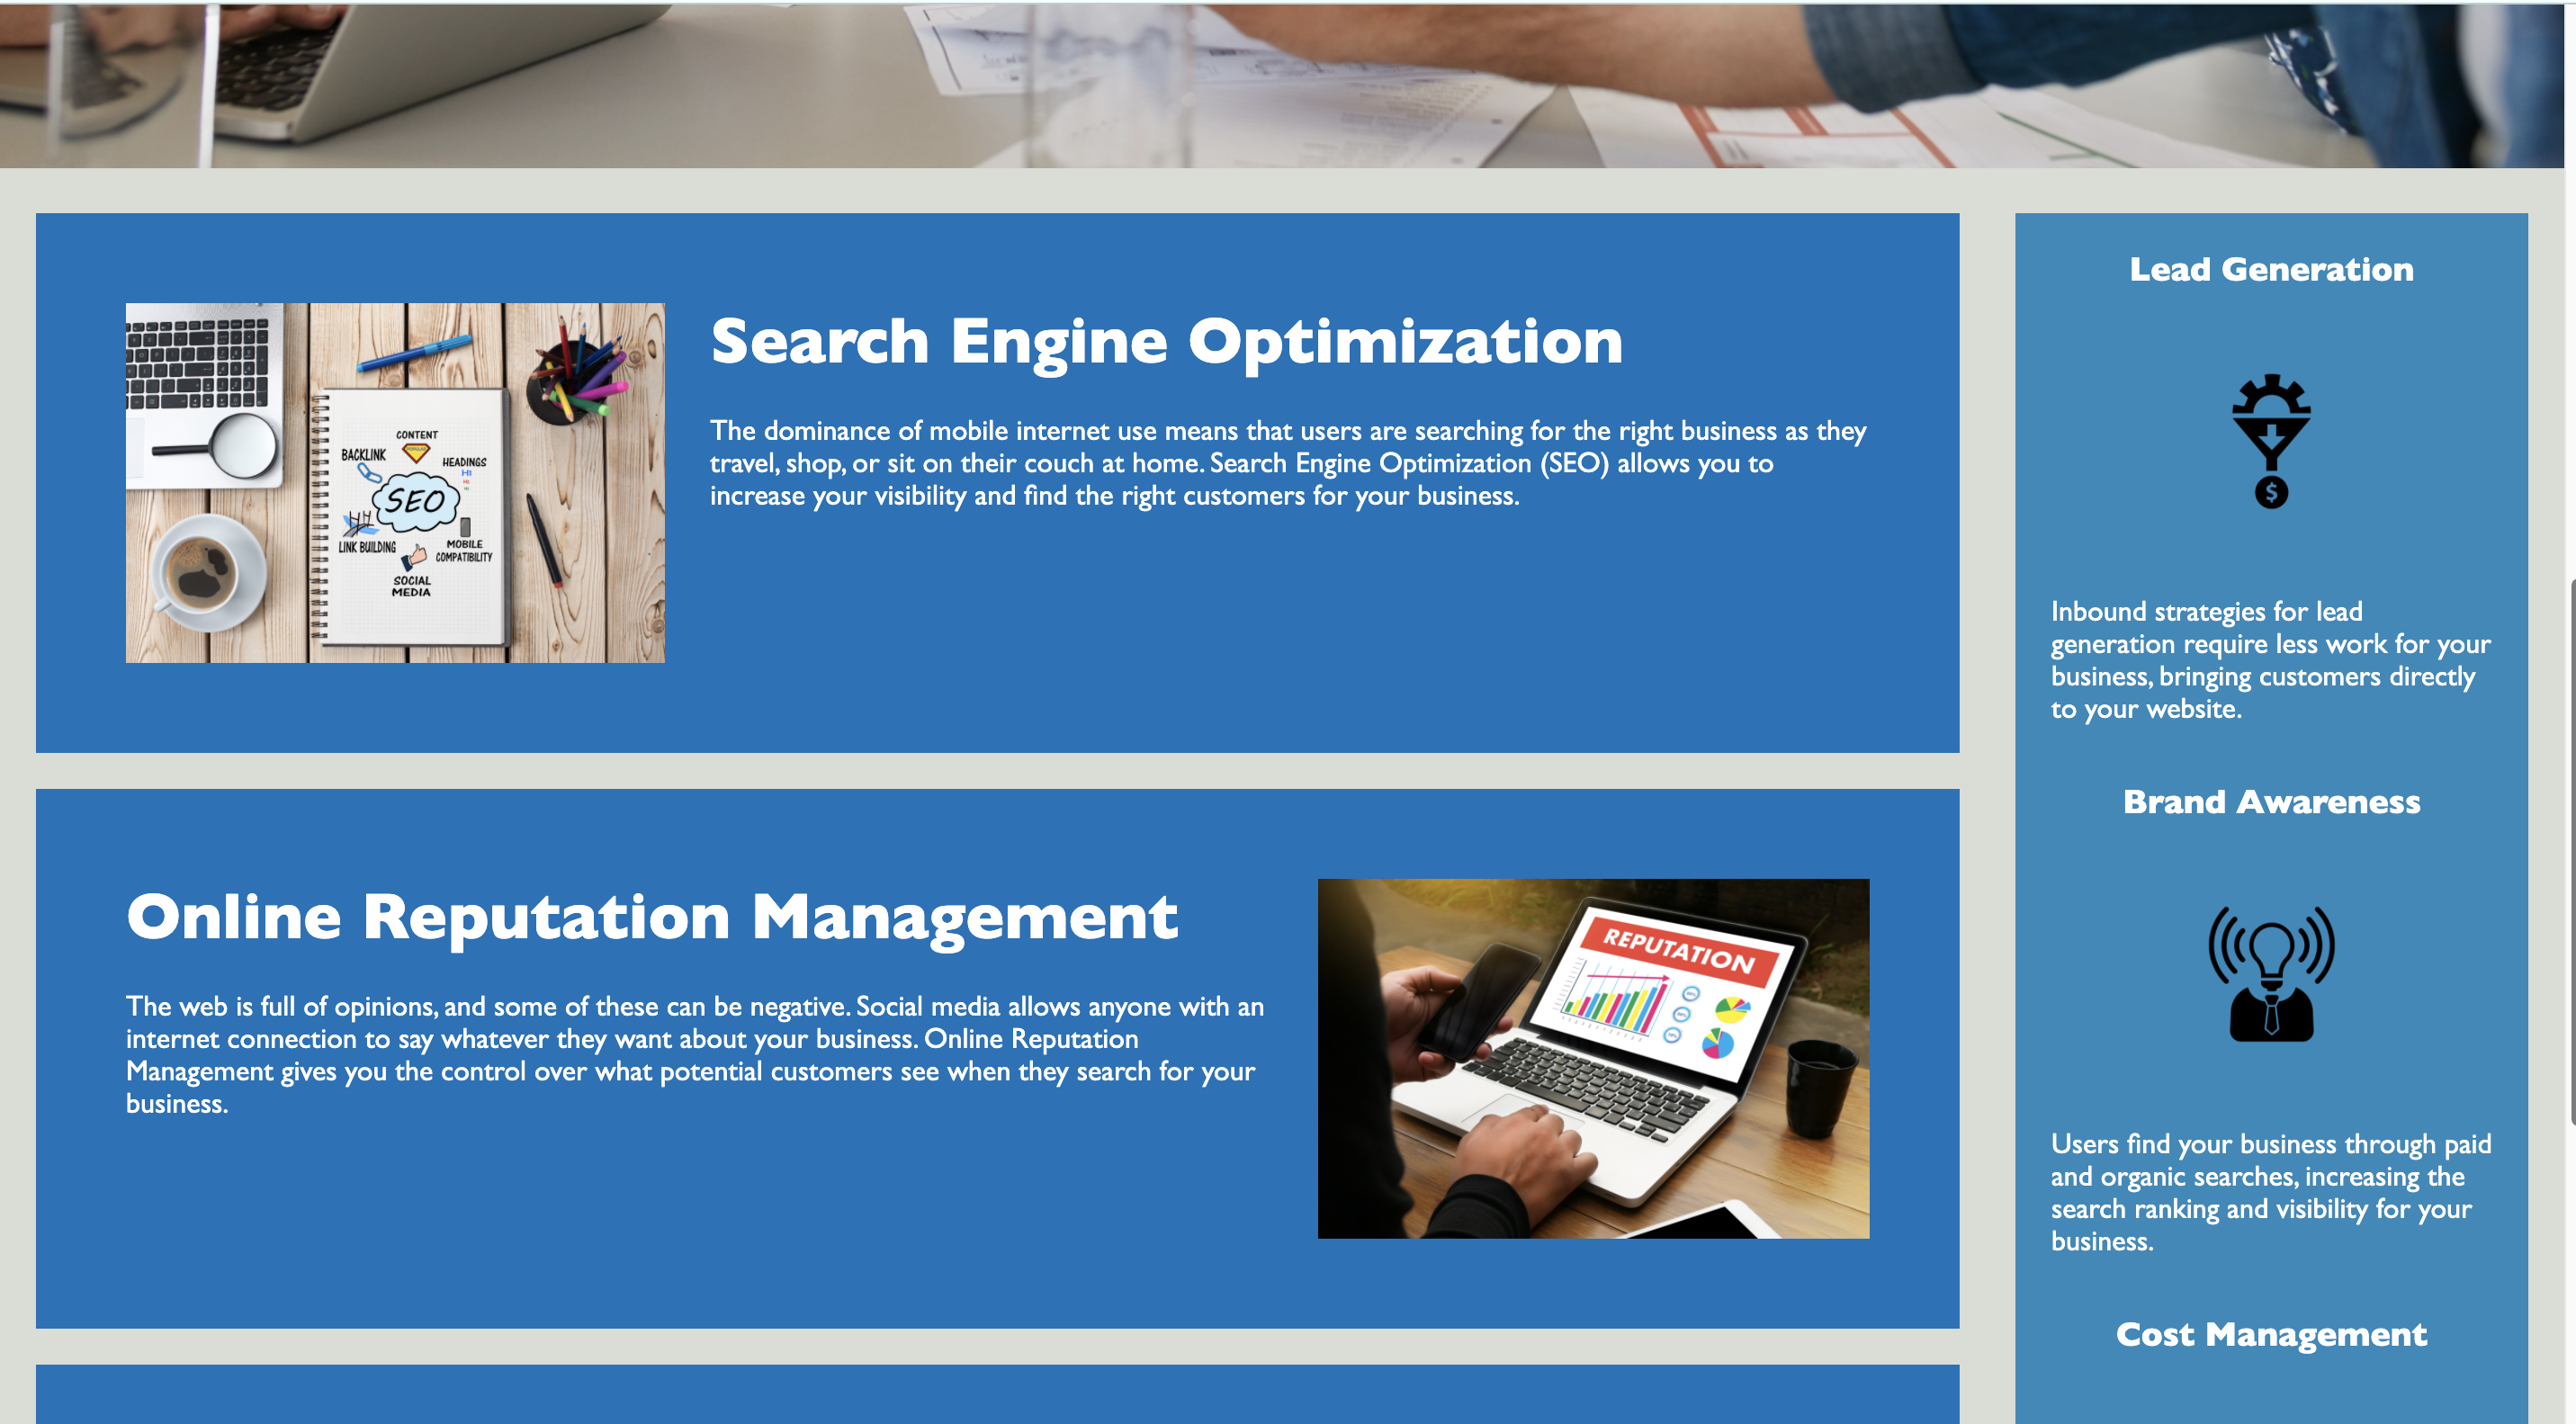 Search Engine Optimization
The dominance of mobile internet use means that users are searching for the right business as they
travel, shop, or sit on their couch at home. Search Engine Optimization (SEO) allows you to
increase your visibility and find the right customers for your business.
CONTENT
BACKLINK
HEADINGS
H1
SEO
LINK BUILDING
MOBILE
COMPATIBILITY
SOCIAL
MEDIA
Online Reputation Management
The web is full of opinions, and some of these can be negative. Social media allows anyone with an
internet connection to say whatever they want about your business. Online Reputation
Management gives you the control over what potential customers see when they search for your
business.
REPUTATION
Lead Generation
$
Inbound strategies for lead
generation require less work for your
business, bringing customers directly
to your website.
Brand Awareness
Users find your business through paid
and organic searches, increasing the
search ranking and visibility for your
business.
Cost Management